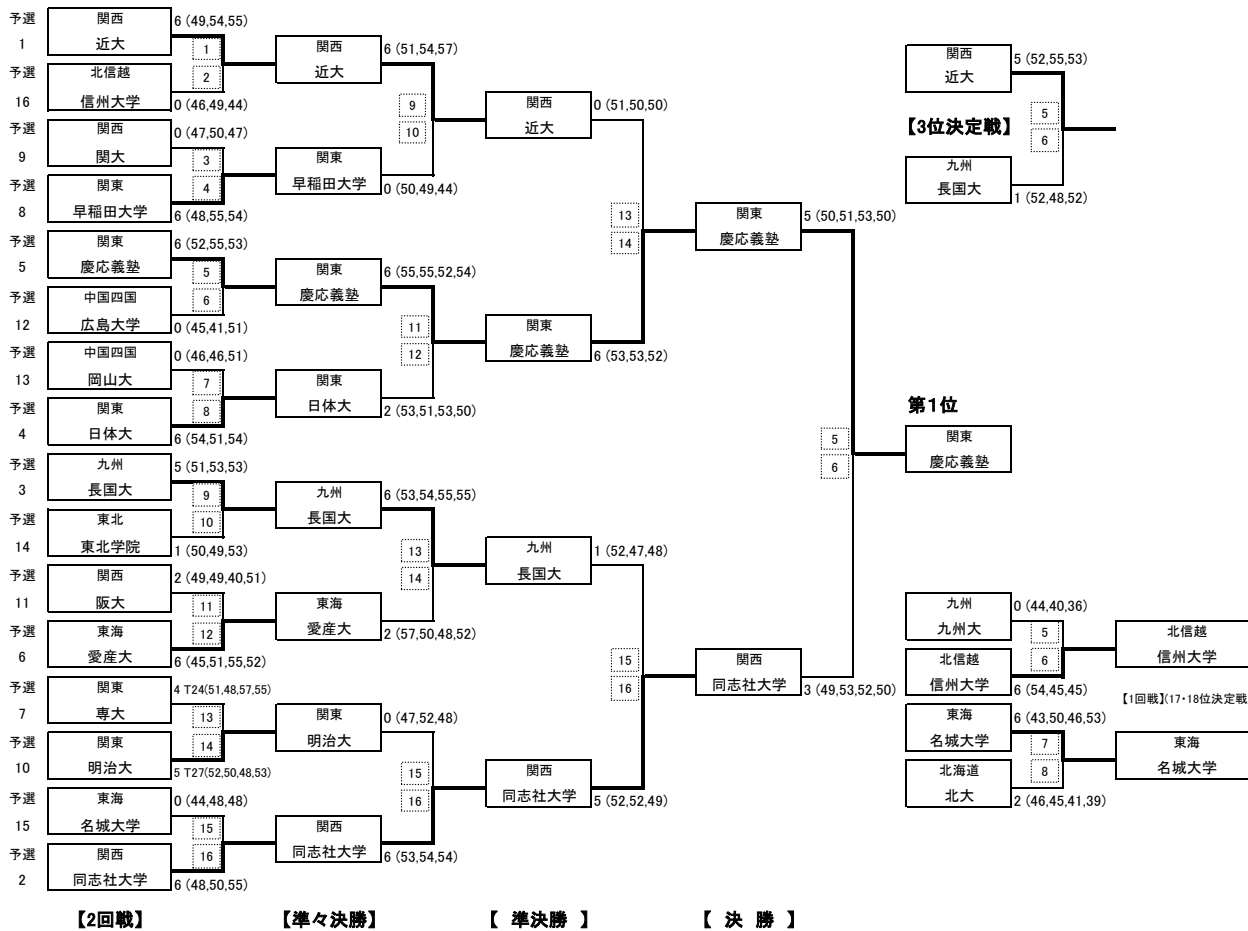 予選
1
関西
近大
6 (49,54,55)
1
2
予選
16
北信越
信州大学
0 (46,49,44)
予選
9
関西
関大
0 (47,50,47)
3
4
予選
8
関東
早稲田大学
6 (48,55,54)
予選
5
関東
慶応義塾
6 (52,55,53)
5
6
予選
12
中国四国
広島大学
0 (45,41,51)
予選
13
中国四国
岡山大
0 (46,46,51)
7
8
予選
4
関東
日体大
6 (54,51,54)
予選
3
九州
長国大
5 (51,53,53)
9
10
予選
14
東北
東北学院
1 (50,49,53)
予選
11
関西
阪大
2 (49,49,40,51)
11
12
予選
6
東海
愛産大
6 (45,51,55,52)
予選
7
関東
専大
4 T24(51,48,57,55)
13
14
予選
10
関東
明治大
5 T27(52,50,48,53)
予選
15
東海
名城大学
0 (44,48,48)
15
16
予選
2
関西
同志社大学
6 (48,50,55)
【2回戦】
関西
近大
6 (51,54,57)
9
10
関東
早稲田大学
0 (50,49,44)
関東
慶応義塾
6 (55,55,52,54)
11
12
関東
日体大
2 (53,51,53,50)
九州
長国大
6 (53,54,55,55)
13
14
東海
愛産大
2 (57,50,48,52)
関東
明治大
0 (47,52,48)
15
16
関西
同志社大学
6 (53,54,54)
【準々決勝】
関西
近大
0 (51,50,50)
13
14
関東
慶応義塾
6 (53,53,52)
九州
長国大
1 (52,47,48)
15
16
関西
同志社大学
5 (52,52,49)
【 準決勝 】
関東
慶応義塾
5 (50,51,53,50)
5
6
関西
同志社大学
3 (49,53,52,50)
【 決 勝 】
関西
近大
5 (52,55,53)
【3位決定戦】
5
6
九州
長国大
1 (52,48,52)
第1位
関東
慶応義塾
九州
九州大
0 (44,40,36)
5
6
北信越
信州大学
6 (54,45,45)
北信越
信州大学
【1回戦】(17・18位決定戦
東海
名城大学
6 (43,50,46,53)
7
8
北海道
北大
2 (46,45,41,39)
東海
名城大学